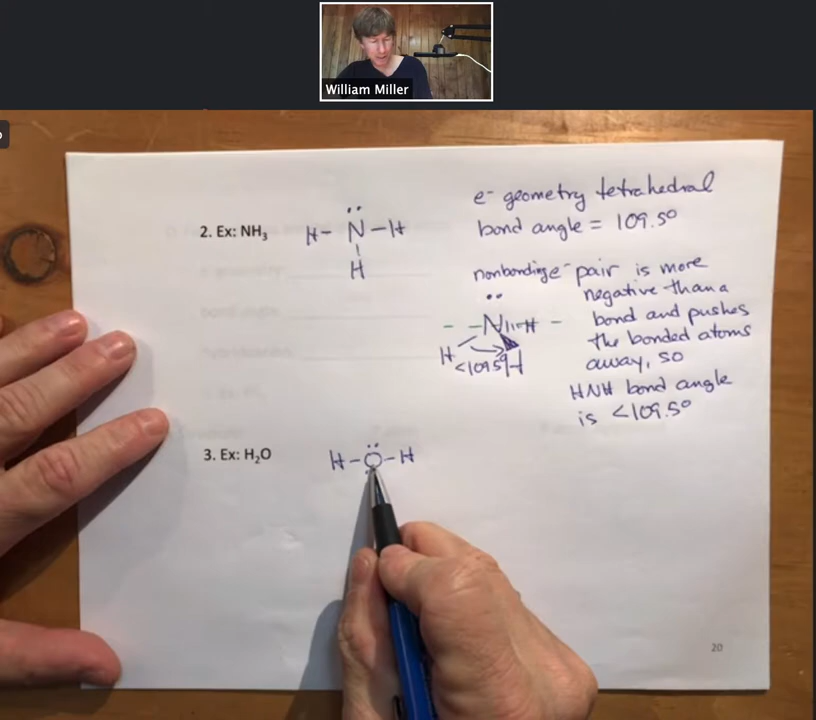 William Miller
2. Ex: NH₃
H – N̈ – H
|
H
e⁻ geometry tetrahedral
bond angle = 109.5°
nonbonding e⁻ pair is more
negative than a
bond and pushes
the bonded atoms
away, so
HNH bond angle
is <109.5°
– – N H –
H <109.5 H
3. Ex: H₂O
H – Ö – H
20